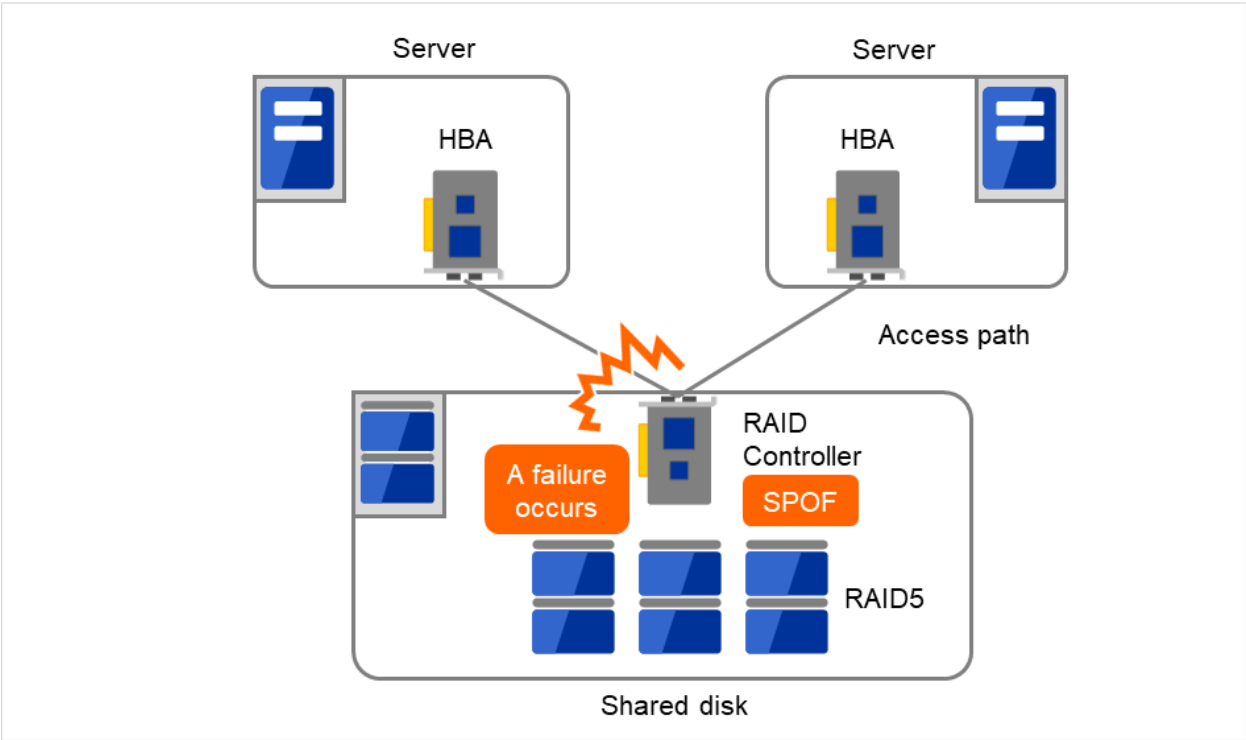 Server
Server
HBA
HBA
Access path
RAID
Controller
A failure
occurs
SPOF
RAID5
Shared disk